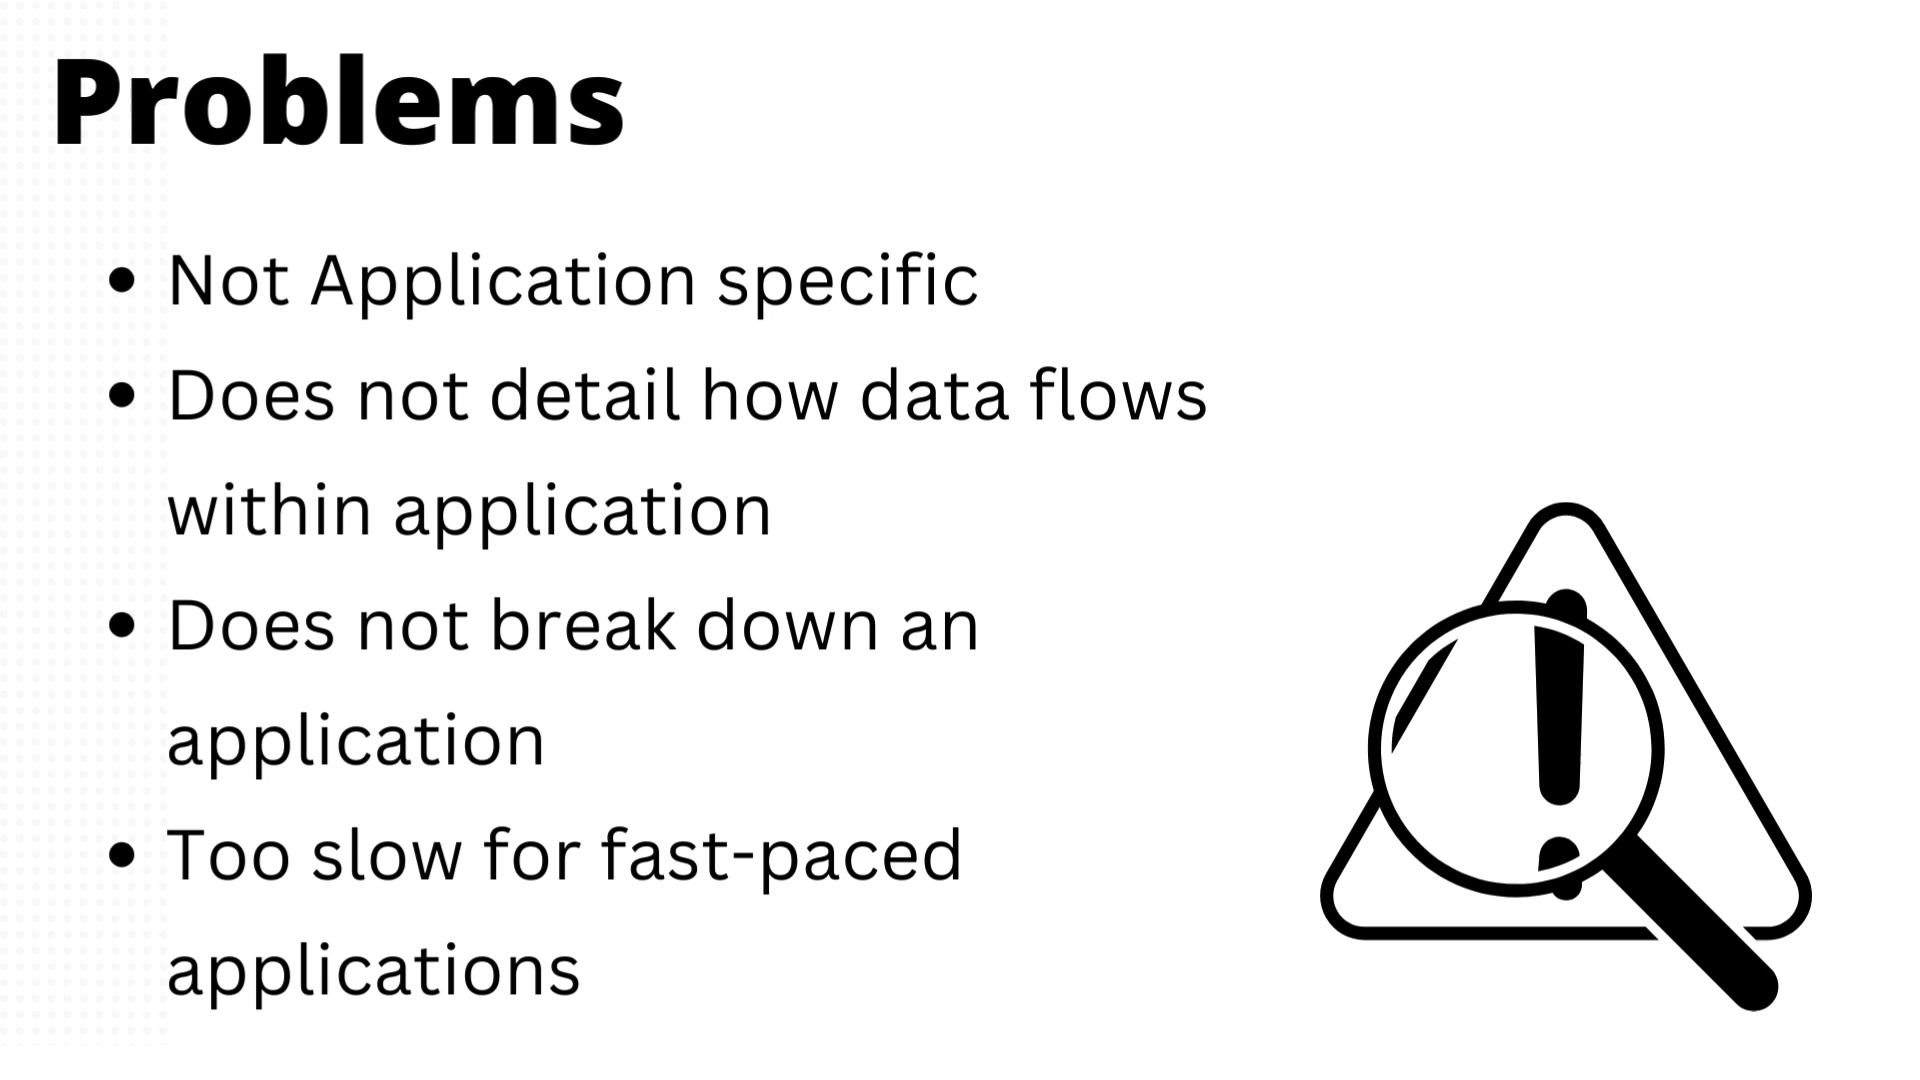 Problems
• Not Application specific
• Does not detail how data flows
within application
• Does not break down an
application
• Too slow for fast-paced
applications